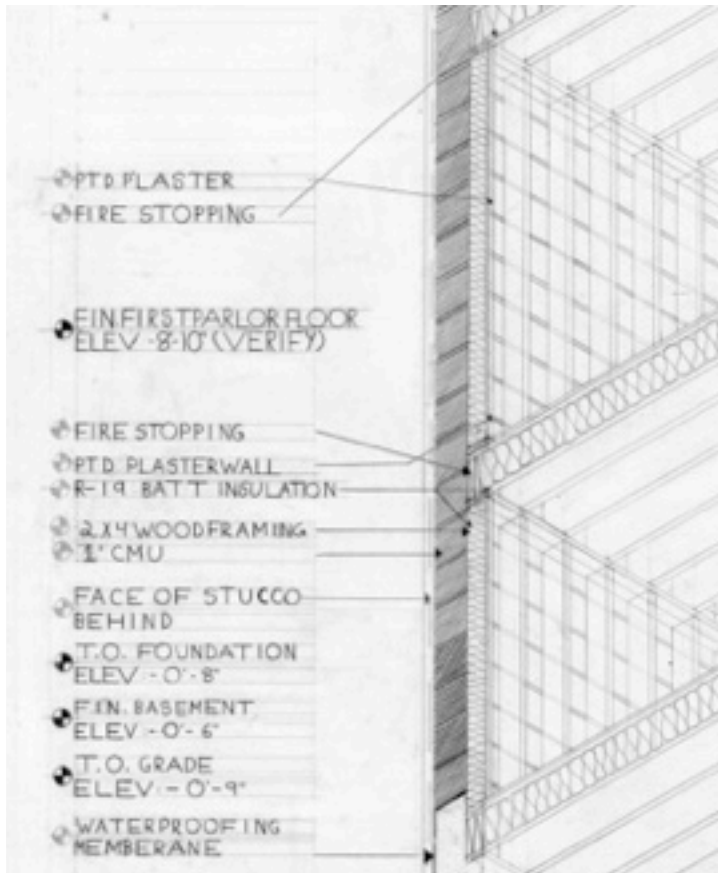 PTD PLASTER
FIRE STOPPING
FIN FIRST PARLOR FLOOR
ELEV -8-10" (VERIFY)
FIRE STOPPING
PTD PLASTER WALL
R-19 BATT INSULATION
2X4 WOOD FRAMING
1" CMU
FACE OF STUCCO
BEHIND
T.O. FOUNDATION
ELEV:-0'-8"
FIN. BASEMENT
ELEV:-0'-6"
T.O. GRADE
ELEV:-0'-9"
WATERPROOFING
MEMBERANE